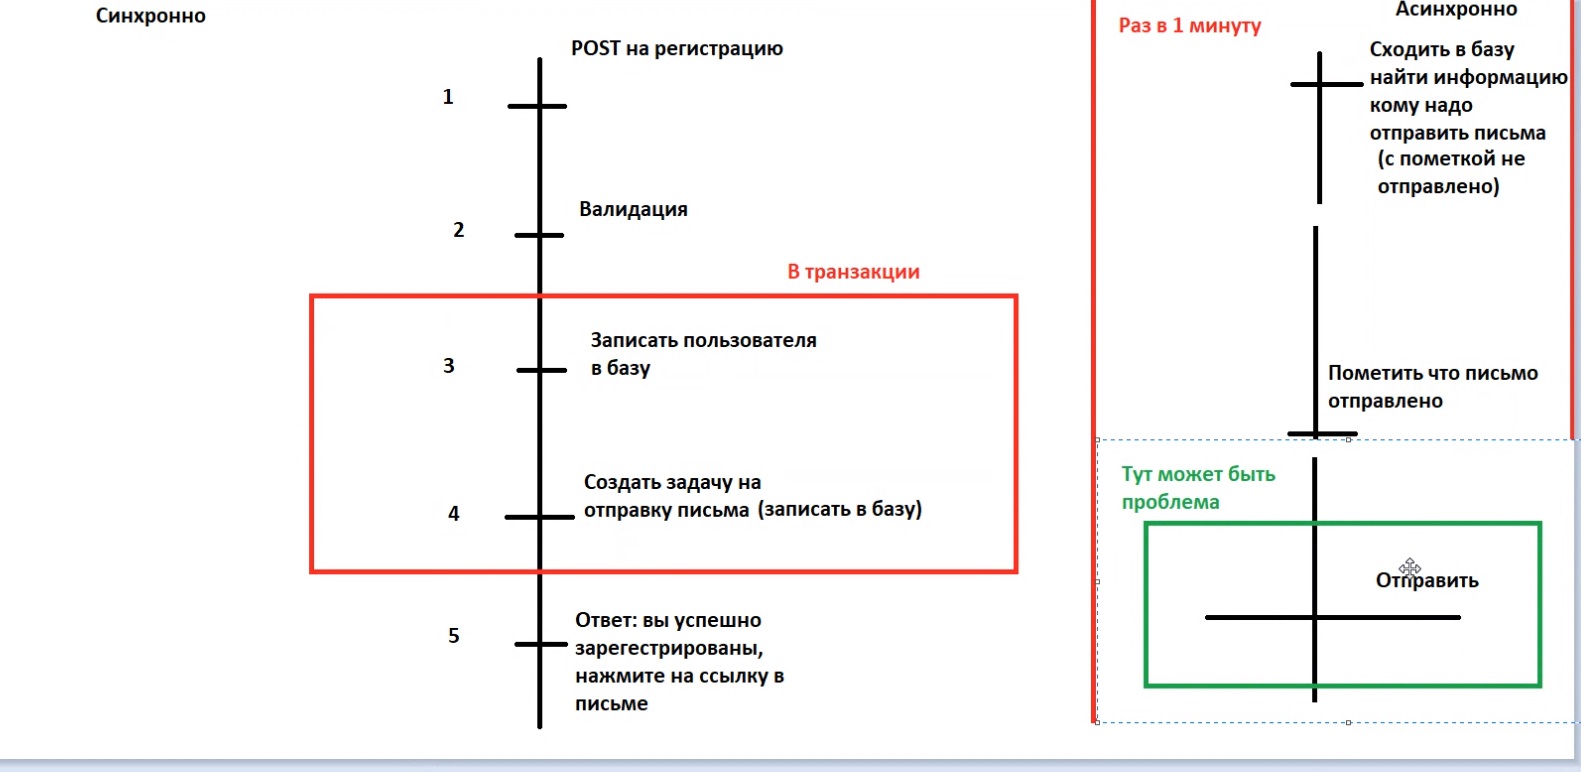 Синхронно
POST на регистрацию
1
2
Валидация
В транзакции
3
Записать пользователя
в базу
4
Создать задачу на
отправку письма (записать в базу)
5
Ответ: вы успешно
зарегестрированы,
нажмите на ссылку в
письме
Раз в 1 минуту
Асинхронно
Сходить в базу
найти информацию
кому надо
отправить письма
(с пометкой не
отправлено)
Пометить что письмо
отправлено
Тут может быть
проблема
Отправить